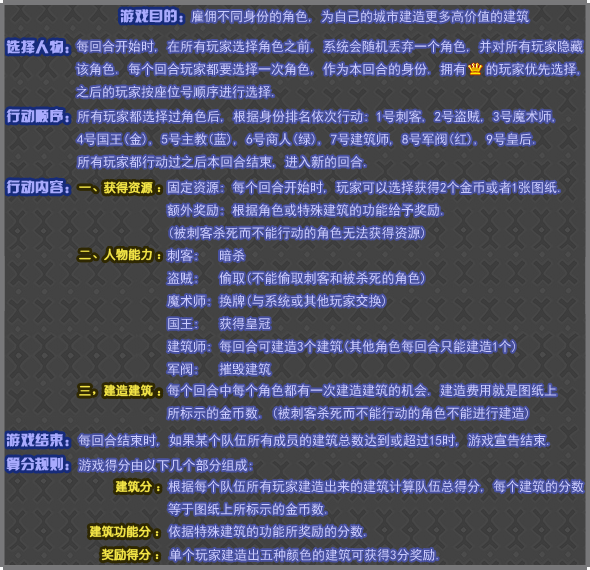 游戏目的: 雇佣不同身份的角色, 为自己的城市建造更多高价值的建筑
选择人物: 每回合开始时, 在所有玩家选择角色之前, 系统会随机丢弃一个角色, 并对所有玩家隐藏
该角色. 每个回合玩家都要选择一次角色, 作为本回合的身份. 拥有 的玩家优先选择,
之后的玩家按座位号顺序进行选择.
行动顺序: 所有玩家都选择过角色后, 根据身份排名依次行动: 1号刺客, 2号盗贼, 3号魔术师,
4号国王(金), 5号主教(蓝), 6号商人(绿), 7号建筑师, 8号军阀(红), 9号皇后.
所有玩家都行动过之后本回合结束, 进入新的回合.
行动内容: 一、获得资源: 固定资源: 每个回合开始时, 玩家可以选择获得2个金币或者1张图纸.
额外奖励: 根据角色或特殊建筑的功能给予奖励.
(被刺客杀死而不能行动的角色无法获得资源)
二、人物能力: 刺客: 暗杀
盗贼: 偷取(不能偷取刺客和被杀死的角色)
魔术师: 换牌(与系统或其他玩家交换)
国王: 获得皇冠
建筑师: 每回合可建造3个建筑(其他角色每回合只能建造1个)
军阀: 摧毁建筑
三, 建造建筑: 每个回合中每个角色都有一次建造建筑的机会. 建造费用就是图纸上
所标示的金币数. (被刺客杀死而不能行动的角色不能进行建造)
游戏结束: 每回合结束时, 如果某个队伍所有成员的建筑总数达到或超过15时, 游戏宣告结束.
算分规则: 游戏得分由以下几个部分组成:
建筑分: 根据每个队伍所有玩家建造出来的建筑计算队伍总得分, 每个建筑的分数
等于图纸上所标示的金币数.
建筑功能分: 依据特殊建筑的功能所奖励的分数.
奖励得分: 单个玩家建造出五种颜色的建筑可获得3分奖励.